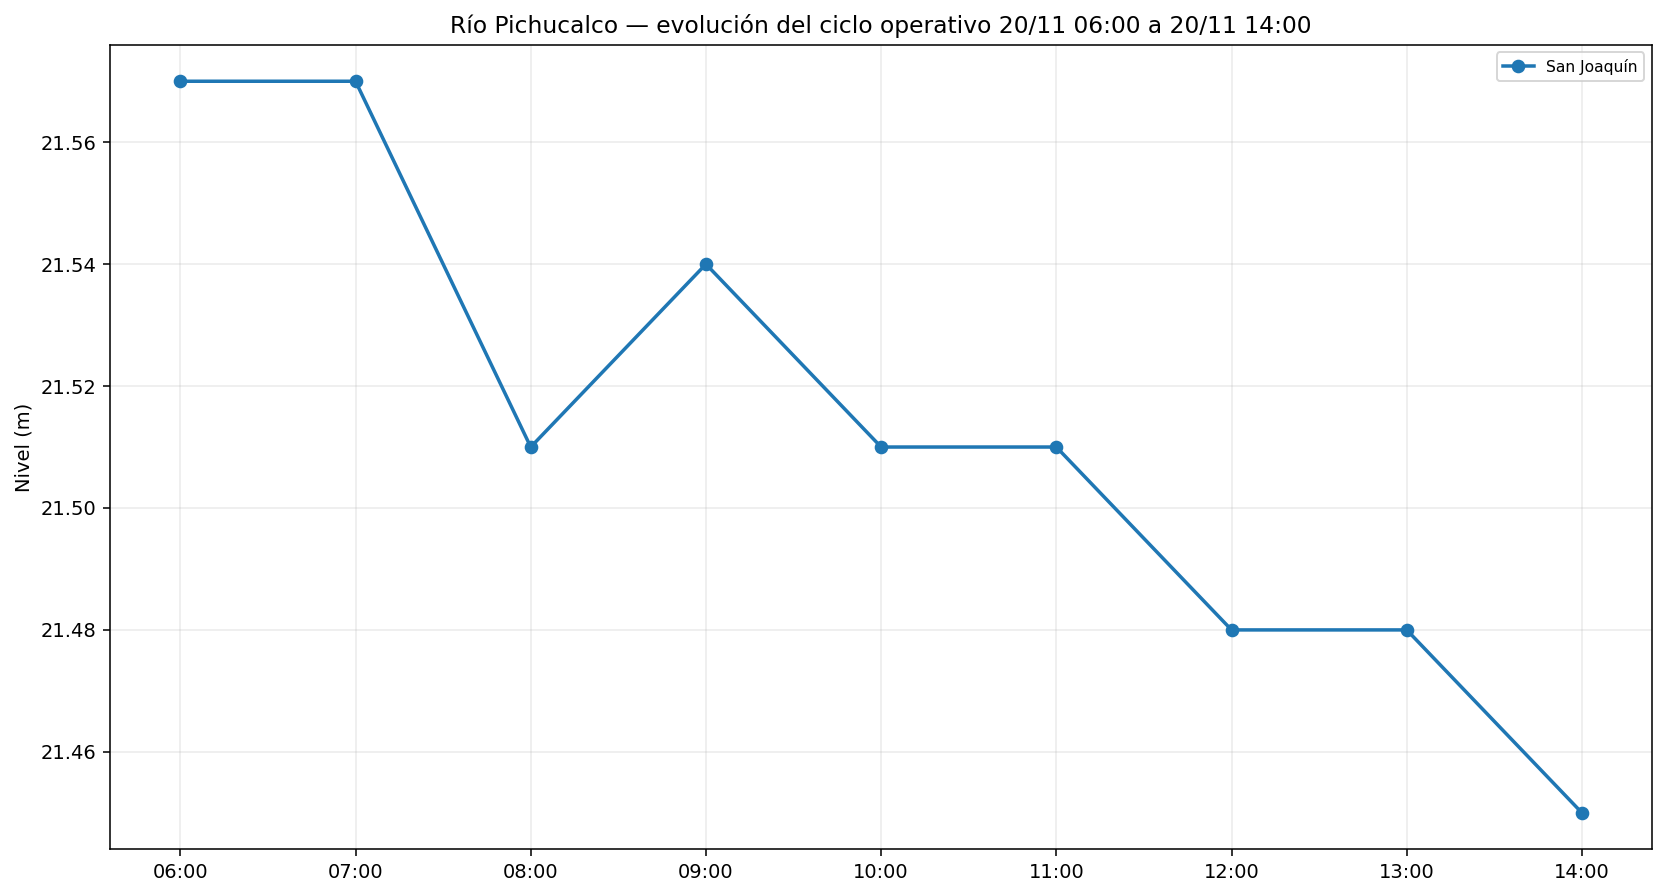 Río Pichucalco — evolución del ciclo operativo 20/11 06:00 a 20/11 14:00
San Joaquín
Nivel (m)
21.56
21.54
21.52
21.50
21.48
21.46
06:00 07:00 08:00 09:00 10:00 11:00 12:00 13:00 14:00